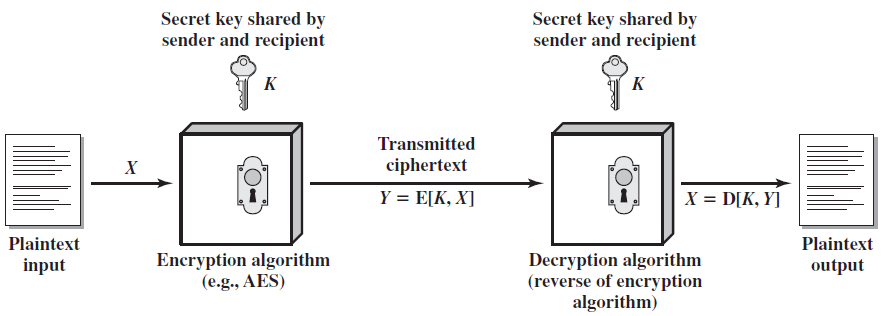 Secret key shared by
sender and recipient
K
Secret key shared by
sender and recipient
K
X
Transmitted
ciphertext
Y = E[K, X]
X = D[K, Y]
Plaintext
input
Encryption algorithm
(e.g., AES)
Decryption algorithm
(reverse of encryption
algorithm)
Plaintext
output